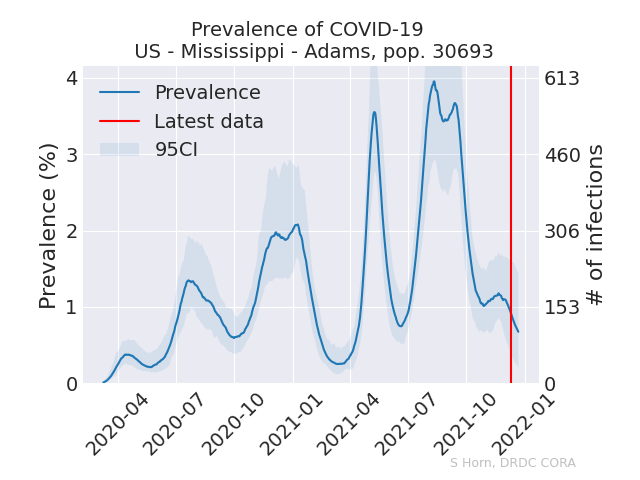 Prevalence of COVID-19
US - Mississippi - Adams, pop. 30693
Prevalence
Latest data
95CI
Prevalence (%)
4
3
2
1
0
# of infections
613
460
306
153
0
2020-04
2020-07
2020-10
2021-01
2021-04
2021-07
2021-10
2022-01
S Horn, DRDC CORA